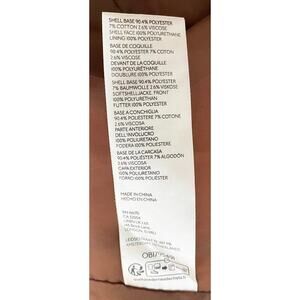 SHELL BASE 90.4% POLYESTER
7% COTTON 2.6% VISCOSE
SHELL FACE 100% POLYURETHANE
LINING 100% POLYESTER
BASE DE COQUILLE
90.4% POLYESTER 7% COTON
2.6% VISCOSE
DEVANT DE LA COQUILLE
100% POLYURÉTHANE
DOUBLURE 100% POLYESTER
SHELL BASE 90.4% POLYESTER
7% BAUMWOLLE 2.6% VISKOSE
SOFTSHELLJACKE, FRONT
100% POLYURETHAN
FUTTER 100% POLYESTER
BASE A CONCHIGLIA
90.4% POLIESTERE 7% COTONE
2.6% VISCOSA
PARTE ANTERIORE
DELL'INVOLUCRO
100% POLIURETANO
FODERA 100% POLIESTERE
BASE DE LA CARCASA
90.4% POLIÉSTER 7% ALGODÓN
2.6% VISCOSA
CAPA EXTERIOR
100% POLIURETANO
FORRO 100% POLIÉSTER
MADE IN CHINA
HECHO EN CHINA